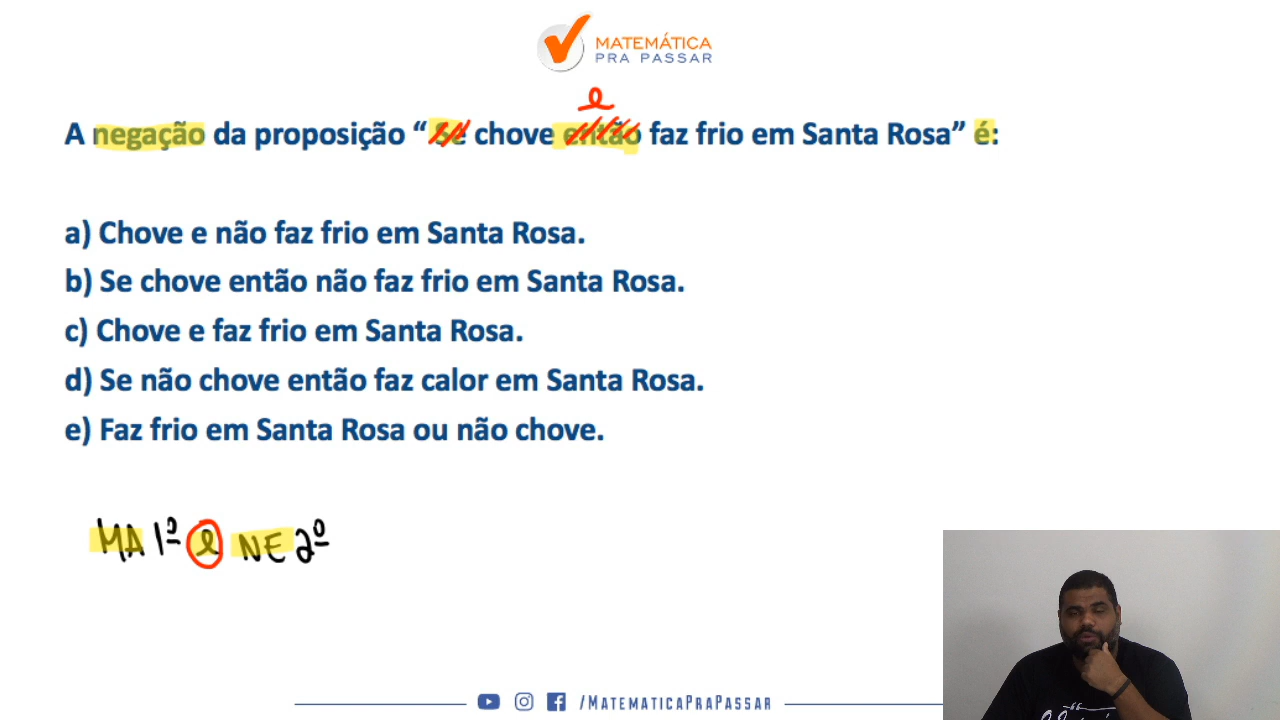 MATEMÁTICA
PRA PASSAR
e
A negação da proposição “Se chove então faz frio em Santa Rosa” é:
a) Chove e não faz frio em Santa Rosa.
b) Se chove então não faz frio em Santa Rosa.
c) Chove e faz frio em Santa Rosa.
d) Se não chove então faz calor em Santa Rosa.
e) Faz frio em Santa Rosa ou não chove.
MA 1º e NE 2º
/MATEMATICAPRAPASSAR